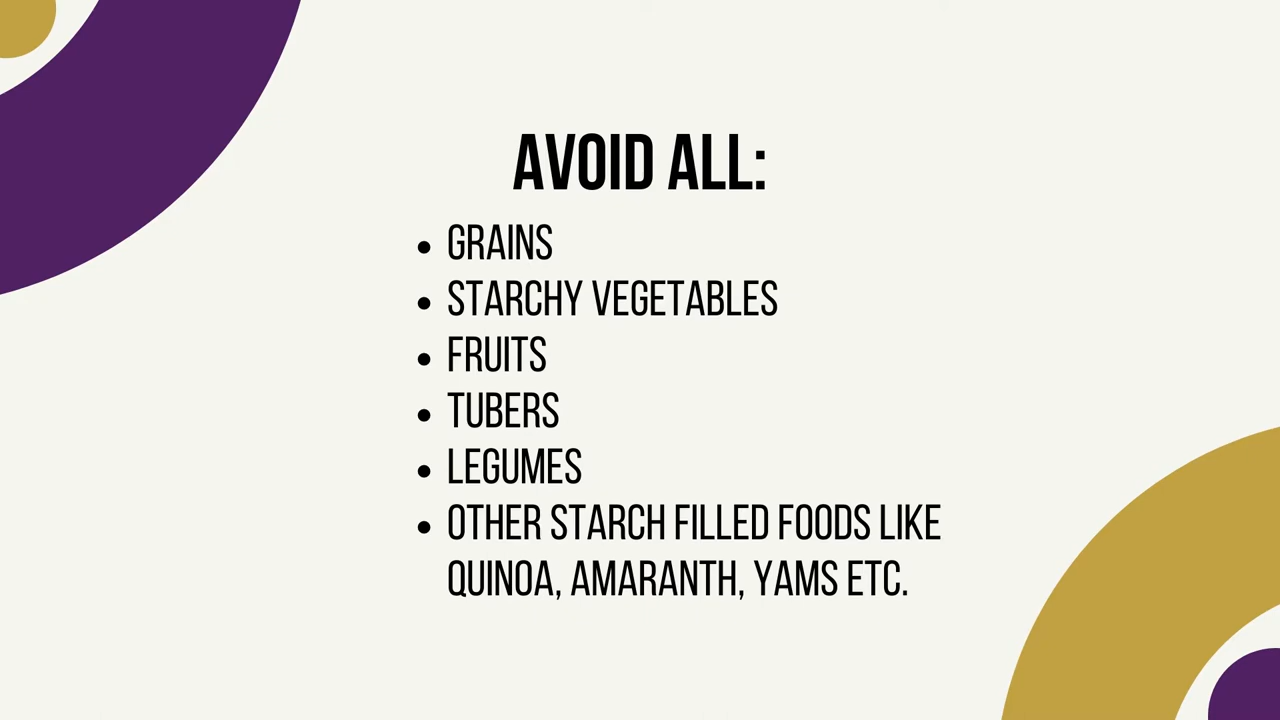 AVOID ALL:
• GRAINS
• STARCHY VEGETABLES
• FRUITS
• TUBERS
• LEGUMES
• OTHER STARCH FILLED FOODS LIKE
QUINOA, AMARANTH, YAMS ETC.